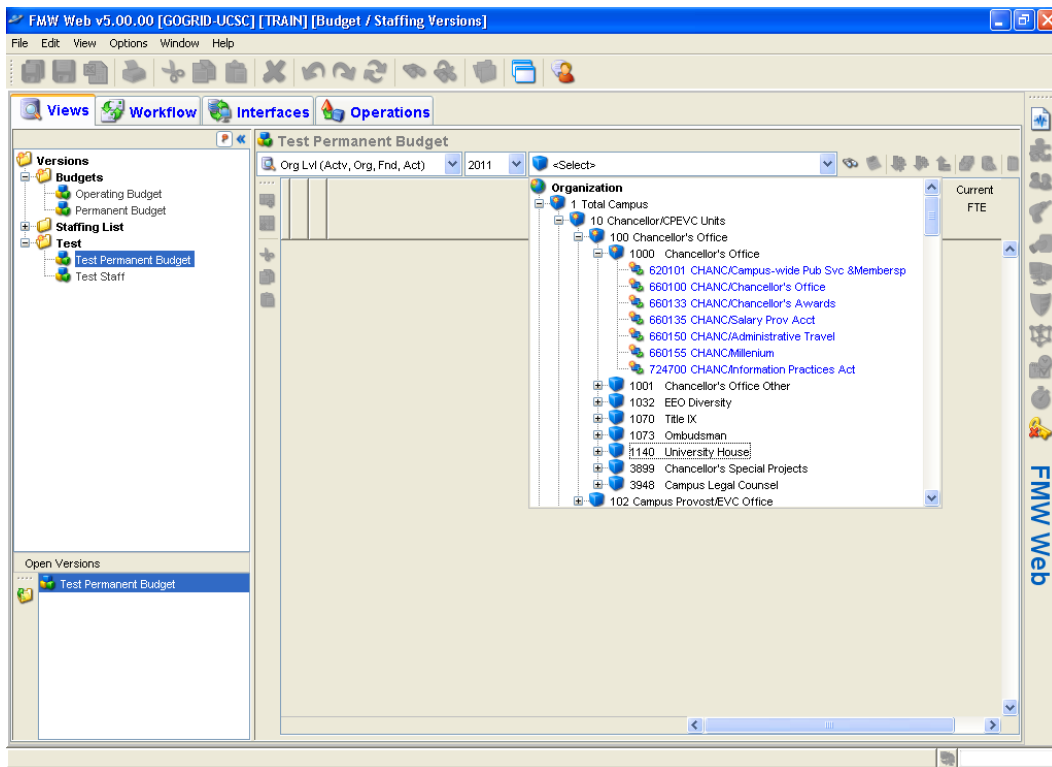 FMW Web v5.00.00 [GOGRID-UCSC] [TRAIN] [Budget / Staffing Versions]
File Edit View Options Window Help
Views Workflow Interfaces Operations
Versions
Budgets
Operating Budget
Permanent Budget
Staffing List
Test
Test Permanent Budget
Test Staff
Open Versions
Test Permanent Budget
Test Permanent Budget
Org Lvl (Actv, Org, Fnd, Act) 2011 <Select>
Organization
1 Total Campus
10 Chancellor/CPEVC Units
100 Chancellor's Office
1000 Chancellor's Office
620101 CHANC/Campus-wide Pub Svc &Membersp
660100 CHANC/Chancellor's Office
660133 CHANC/Chancellor's Awards
660135 CHANC/Salary Prov Acct
660150 CHANC/Administrative Travel
660155 CHANC/Millenium
724700 CHANC/Information Practices Act
1001 Chancellor's Office Other
1032 EEO Diversity
1070 Title IX
1073 Ombudsman
1140 University House
3899 Chancellor's Special Projects
3948 Campus Legal Counsel
102 Campus Provost/EVC Office
Current
FTE
FMW Web